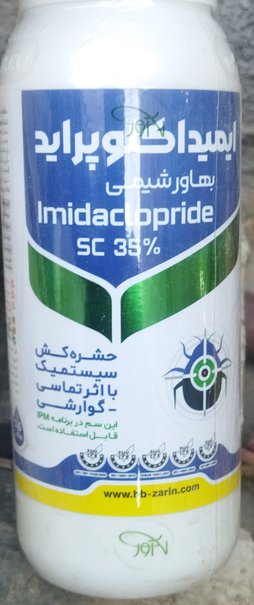 ایمیداکلوپراید
بهاور شیمی
Imidaclopride
SC 35%
حشره‌کش
سیستمیک
با اثر تماسی
- گوارشی
این سم در برنامه IPM
قابل استفاده است.
www.hb-zarin.com